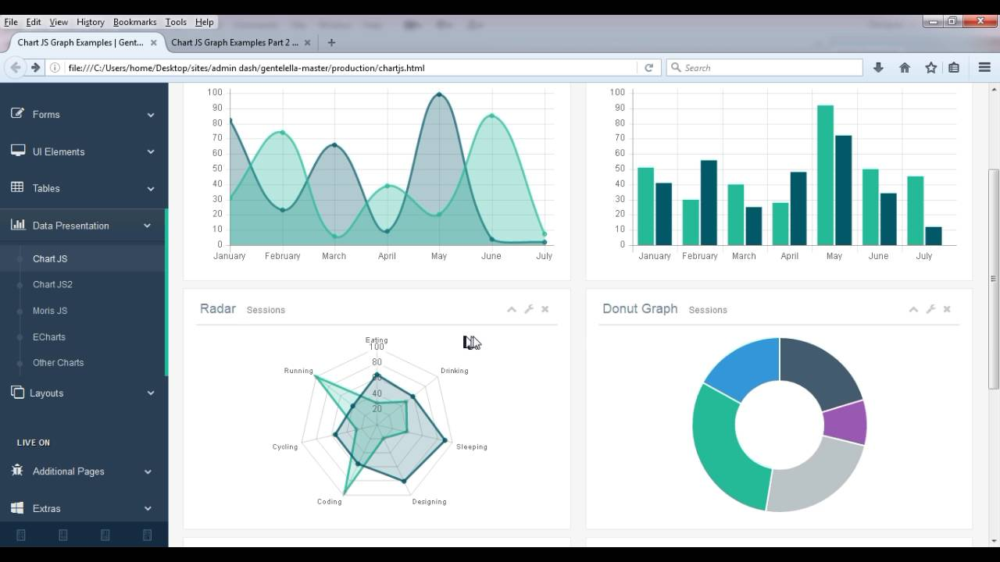 File Edit View History Bookmarks Tools Help
Chart JS Graph Examples | Gent...
Chart JS Graph Examples Part 2 ...
file:///C:/Users/home/Desktop/sites/admin dash/gentelella-master/production/chartjs.html
Search
Forms
UI Elements
Tables
Data Presentation
Chart JS
Chart JS2
Moris JS
ECharts
Other Charts
Layouts
LIVE ON
Additional Pages
Extras
100
90
80
70
60
50
40
30
20
10
0
January February March April May June July
100
90
80
70
60
50
40
30
20
10
0
January February March April May June July
Radar Sessions
Eating
100
Running
80
Drinking
60
40
20
Cycling
Sleeping
Coding
Designing
Donut Graph Sessions